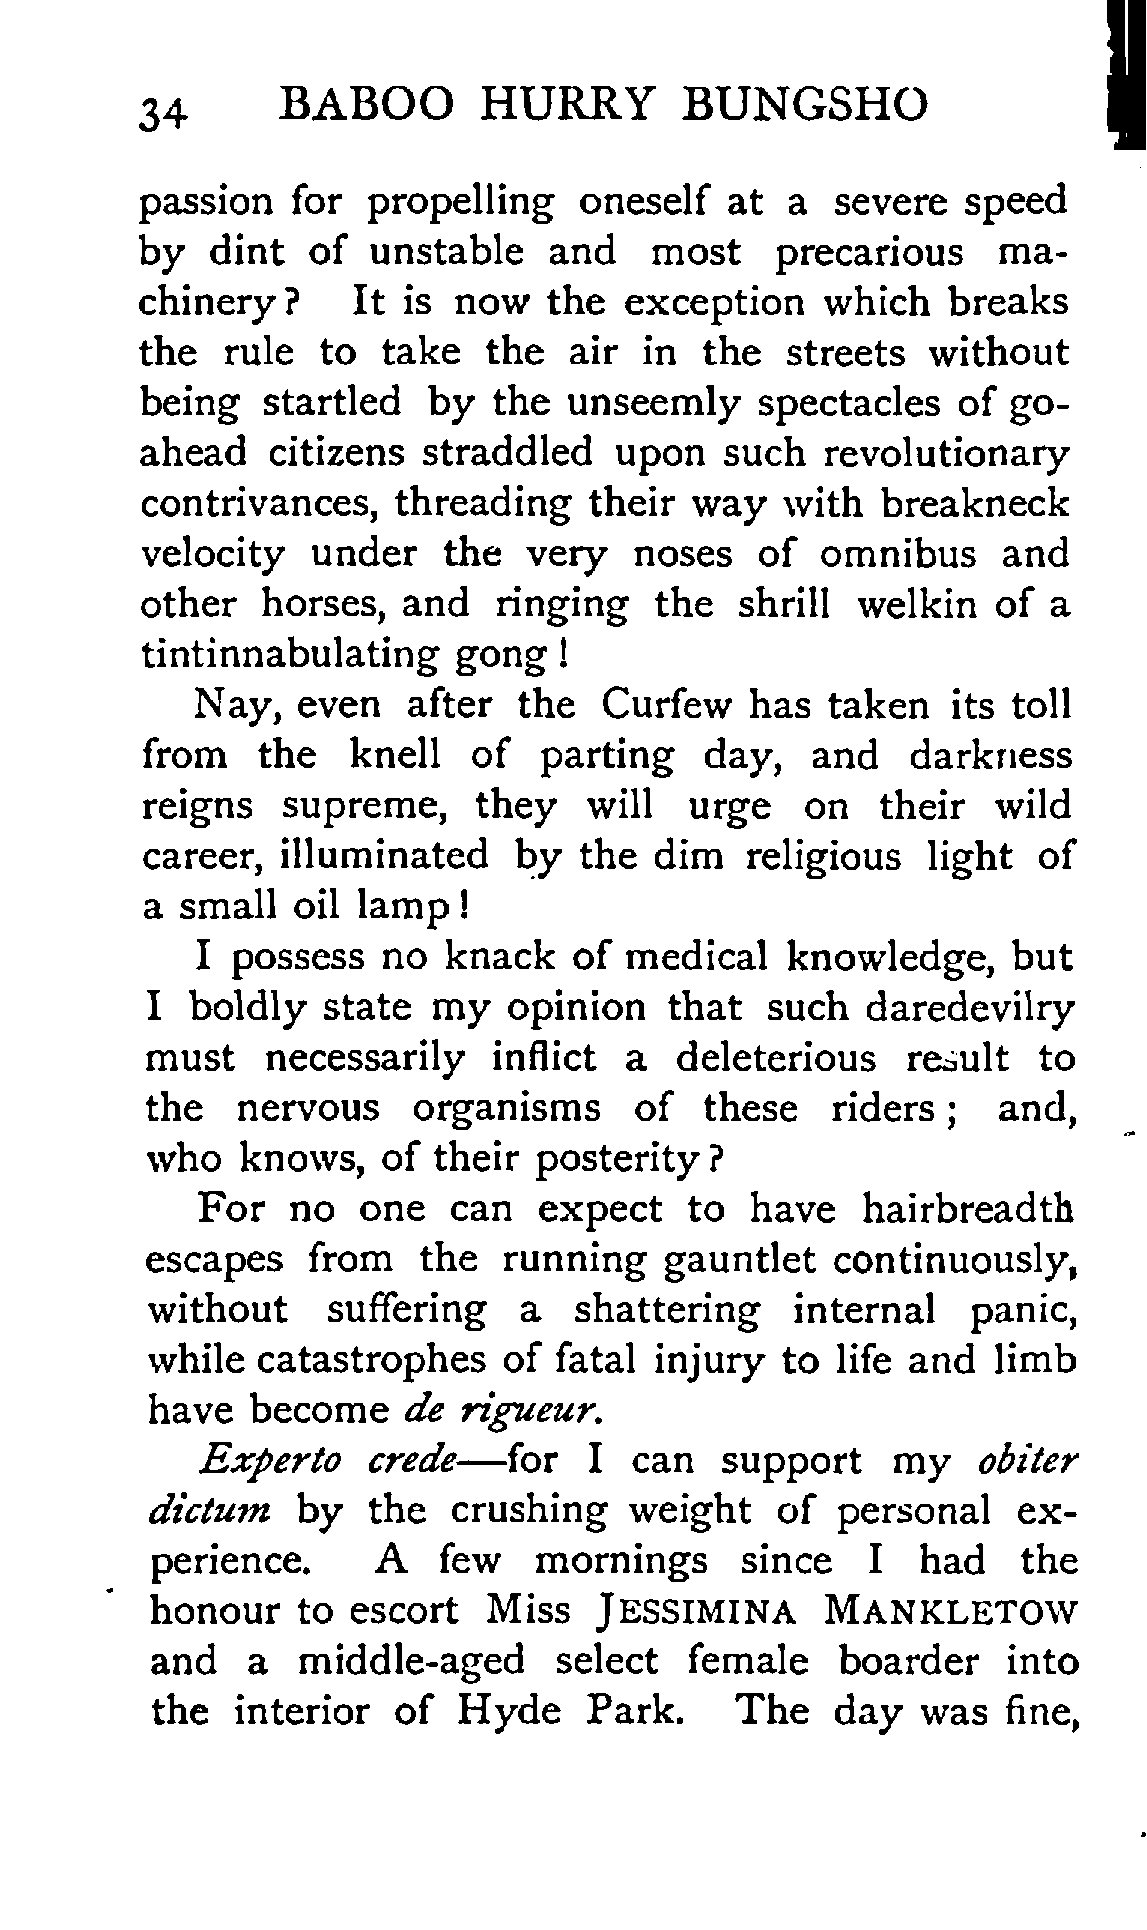 34 BABOO HURRY BUNGSHO
passion for propelling oneself at a severe speed
by dint of unstable and most precarious ma-
chinery? It is now the exception which breaks
the rule to take the air in the streets without
being startled by the unseemly spectacles of go-
ahead citizens straddled upon such revolutionary
contrivances, threading their way with breakneck
velocity under the very noses of omnibus and
other horses, and ringing the shrill welkin of a
tintinnabulating gong!
Nay, even after the Curfew has taken its toll
from the knell of parting day, and darkness
reigns supreme, they will urge on their wild
career, illuminated by the dim religious light of
a small oil lamp!
I possess no knack of medical knowledge, but
I boldly state my opinion that such daredevilry
must necessarily inflict a deleterious result to
the nervous organisms of these riders; and,
who knows, of their posterity?
For no one can expect to have hairbreadth
escapes from the running gauntlet continuously,
without suffering a shattering internal panic,
while catastrophes of fatal injury to life and limb
have become de rigueur.
Experto crede—for I can support my obiter
dictum by the crushing weight of personal ex-
perience. A few mornings since I had the
honour to escort Miss JESSIMINA MANKLETOW
and a middle-aged select female boarder into
the interior of Hyde Park. The day was fine,